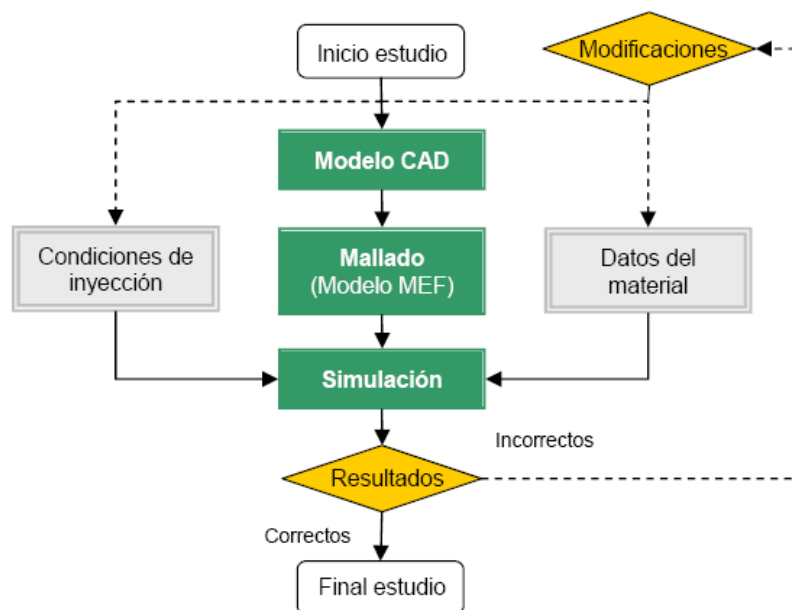 Inicio estudio
Modificaciones
Modelo CAD
Condiciones de
inyección
Mallado
(Modelo MEF)
Datos del
material
Simulación
Incorrectos
Resultados
Correctos
Final estudio